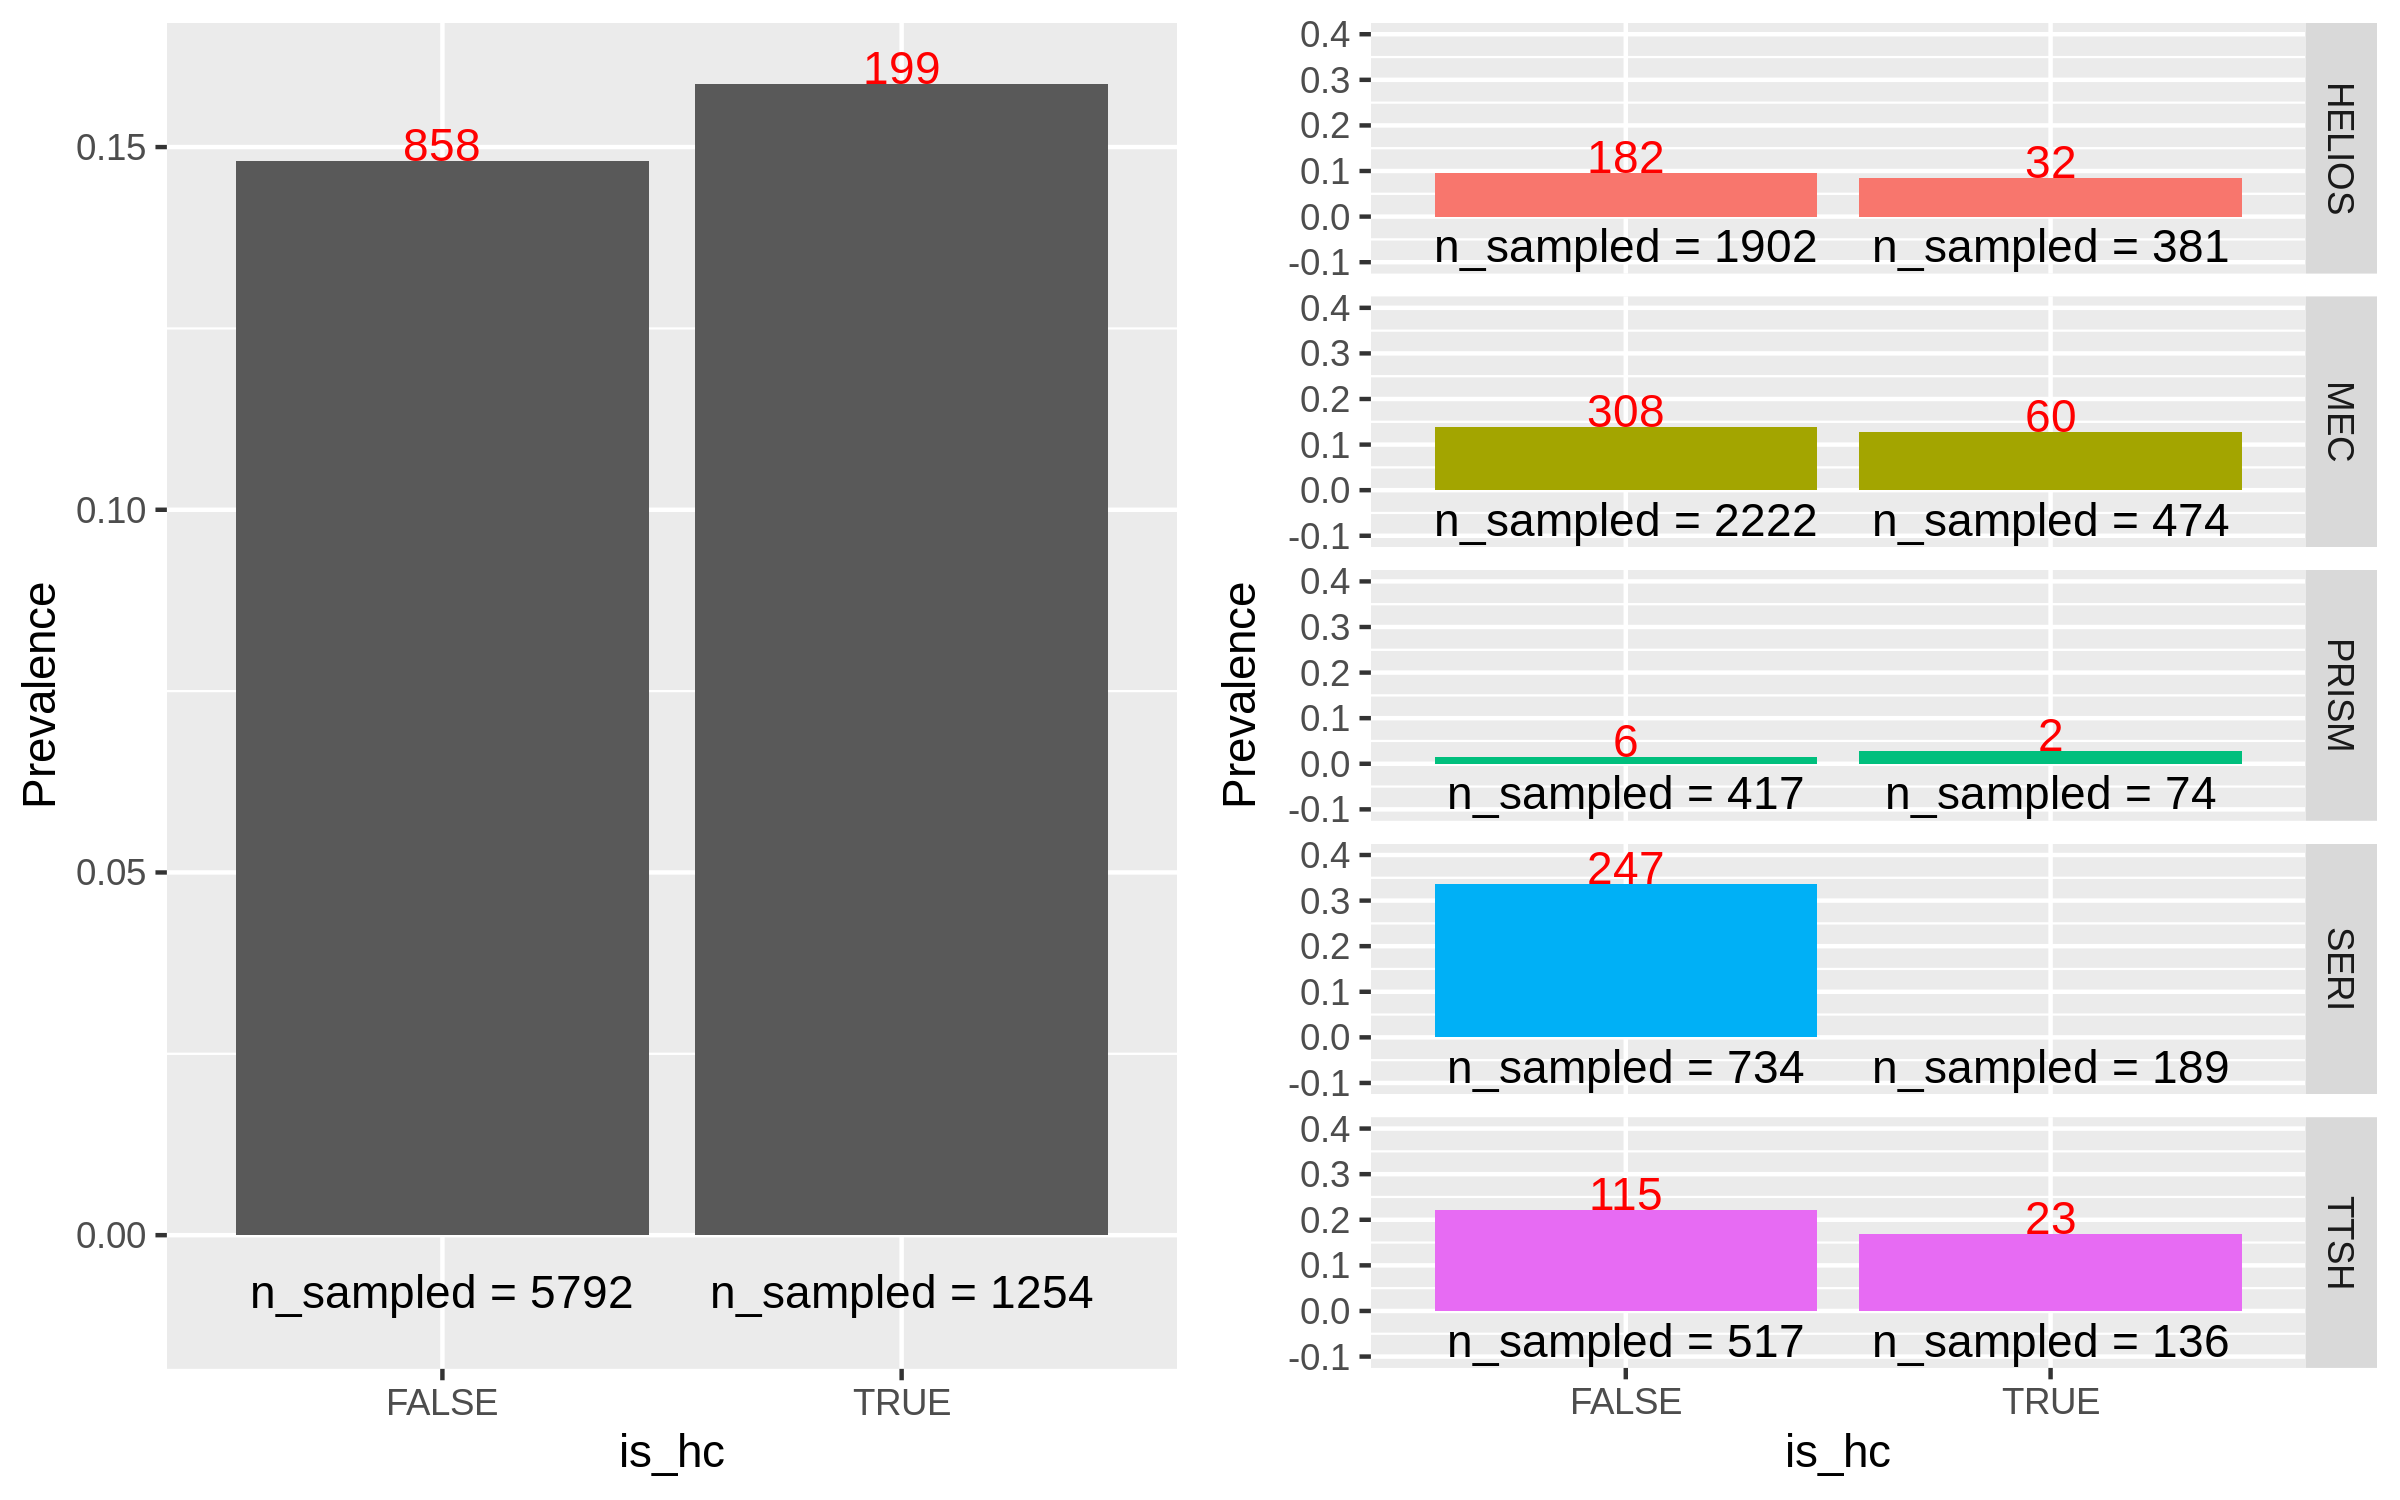 Prevalence
0.15
0.10
0.05
0.00
858
199
n_sampled = 5792
n_sampled = 1254
FALSE
TRUE
is_hc
Prevalence
0.4
0.3
0.2
0.1
0.0
-0.1
182
32
n_sampled = 1902
n_sampled = 381
HELIOS
0.4
0.3
0.2
0.1
0.0
-0.1
308
60
n_sampled = 2222
n_sampled = 474
MEC
0.4
0.3
0.2
0.1
0.0
-0.1
6
2
n_sampled = 417
n_sampled = 74
PRISM
0.4
0.3
0.2
0.1
0.0
-0.1
247
n_sampled = 734
n_sampled = 189
SERI
0.4
0.3
0.2
0.1
0.0
-0.1
115
23
n_sampled = 517
n_sampled = 136
TTSH
FALSE
TRUE
is_hc